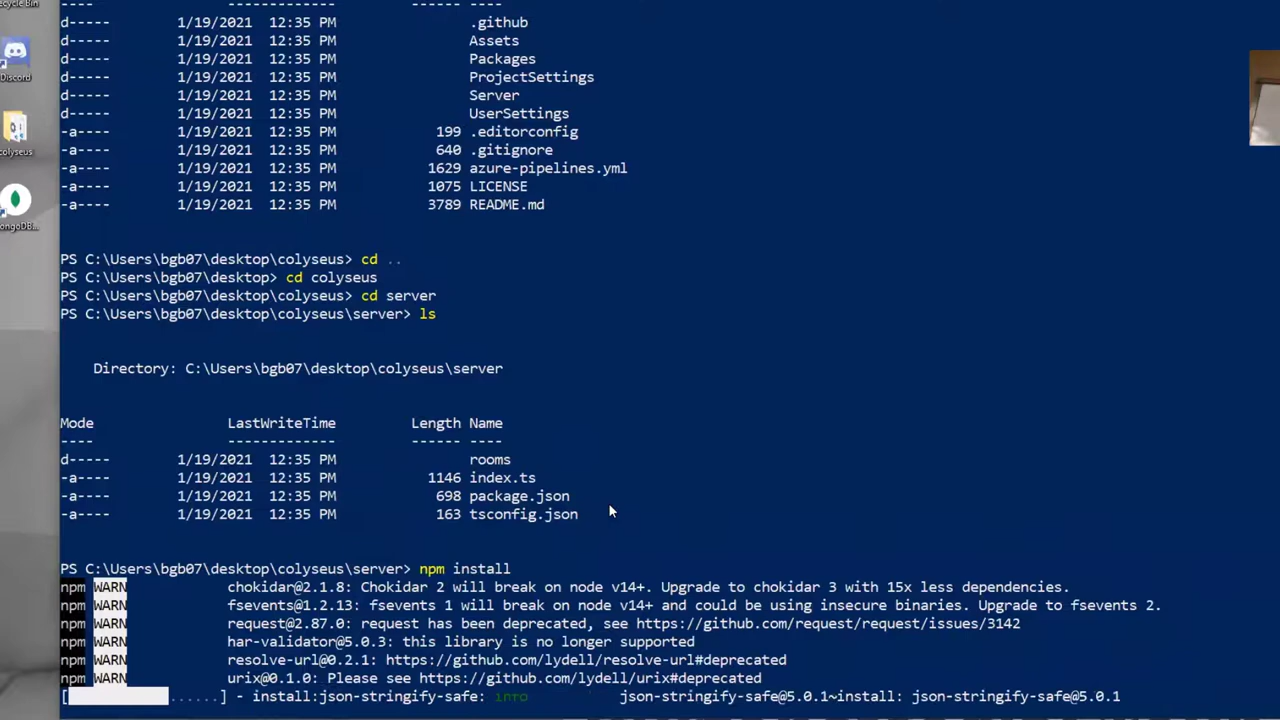 ecycle Bin
Discord
colyseus
ongoDB...
---- ------------- ------ ----
d----- 1/19/2021 12:35 PM .github
d----- 1/19/2021 12:35 PM Assets
d----- 1/19/2021 12:35 PM Packages
d----- 1/19/2021 12:35 PM ProjectSettings
d----- 1/19/2021 12:35 PM Server
d----- 1/19/2021 12:35 PM UserSettings
-a---- 1/19/2021 12:35 PM 199 .editorconfig
-a---- 1/19/2021 12:35 PM 640 .gitignore
-a---- 1/19/2021 12:35 PM 1629 azure-pipelines.yml
-a---- 1/19/2021 12:35 PM 1075 LICENSE
-a---- 1/19/2021 12:35 PM 3789 README.md
PS C:\Users\bgb07\desktop\colyseus> cd ..
PS C:\Users\bgb07\desktop> cd colyseus
PS C:\Users\bgb07\desktop\colyseus> cd server
PS C:\Users\bgb07\desktop\colyseus\server> ls
Directory: C:\Users\bgb07\desktop\colyseus\server
Mode LastWriteTime Length Name
---- ------------- ------ ----
d----- 1/19/2021 12:35 PM rooms
-a---- 1/19/2021 12:35 PM 1146 index.ts
-a---- 1/19/2021 12:35 PM 698 package.json
-a---- 1/19/2021 12:35 PM 163 tsconfig.json
PS C:\Users\bgb07\desktop\colyseus\server> npm install
npm WARN chokidar@2.1.8: Chokidar 2 will break on node v14+. Upgrade to chokidar 3 with 15x less dependencies.
npm WARN fsevents@1.2.13: fsevents 1 will break on node v14+ and could be using insecure binaries. Upgrade to fsevents 2.
npm WARN request@2.87.0: request has been deprecated, see https://github.com/request/request/issues/3142
npm WARN har-validator@5.0.3: this library is no longer supported
npm WARN resolve-url@0.2.1: https://github.com/lydell/resolve-url#deprecated
npm WARN urix@0.1.0: Please see https://github.com/lydell/urix#deprecated
[ ......] - install:json-stringify-safe: info json-stringify-safe@5.0.1~install: json-stringify-safe@5.0.1